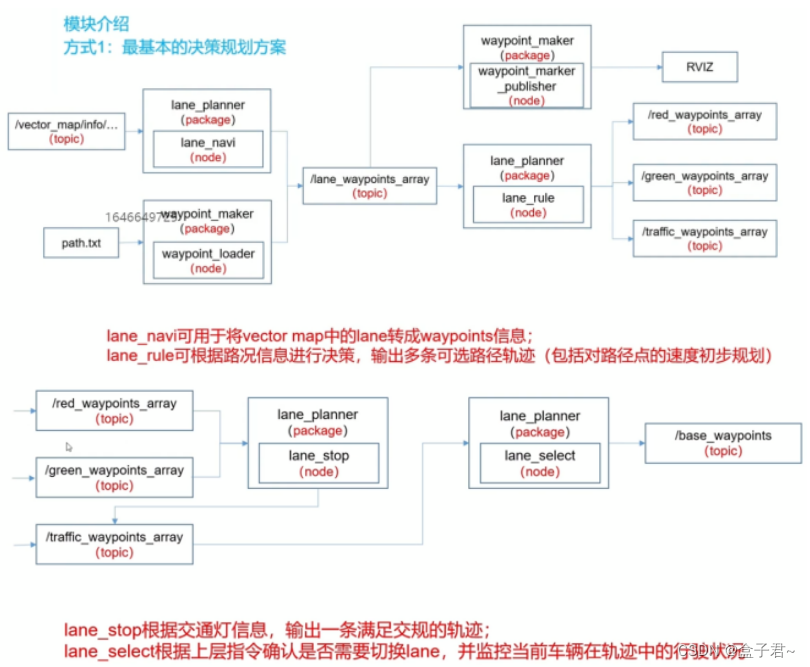 模块介绍
方式1：最基本的决策规划方案
waypoint_maker
(package)
waypoint_marker
_publisher
(node)
RVIZ
/vector_map/info/...
(topic)
lane_planner
(package)
lane_navi
(node)
/red_waypoints_array
(topic)
/lane_waypoints_array
(topic)
lane_planner
(package)
lane_rule
(node)
/green_waypoints_array
(topic)
path.txt
waypoint_maker
(package)
waypoint_loader
(node)
/traffic_waypoints_array
(topic)
lane_navi可用于将vector map中的lane转成waypoints信息；
lane_rule可根据路况信息进行决策，输出多条可选路径轨迹（包括对路径点的速度初步规划）
/red_waypoints_array
(topic)
lane_planner
(package)
lane_stop
(node)
lane_planner
(package)
lane_select
(node)
/base_waypoints
(topic)
/green_waypoints_array
(topic)
/traffic_waypoints_array
(topic)
lane_stop根据交通灯信息，输出一条满足交规的轨迹；
lane_select根据上层指令确认是否需要切换lane，并监控当前车辆在轨迹中的行驶状况